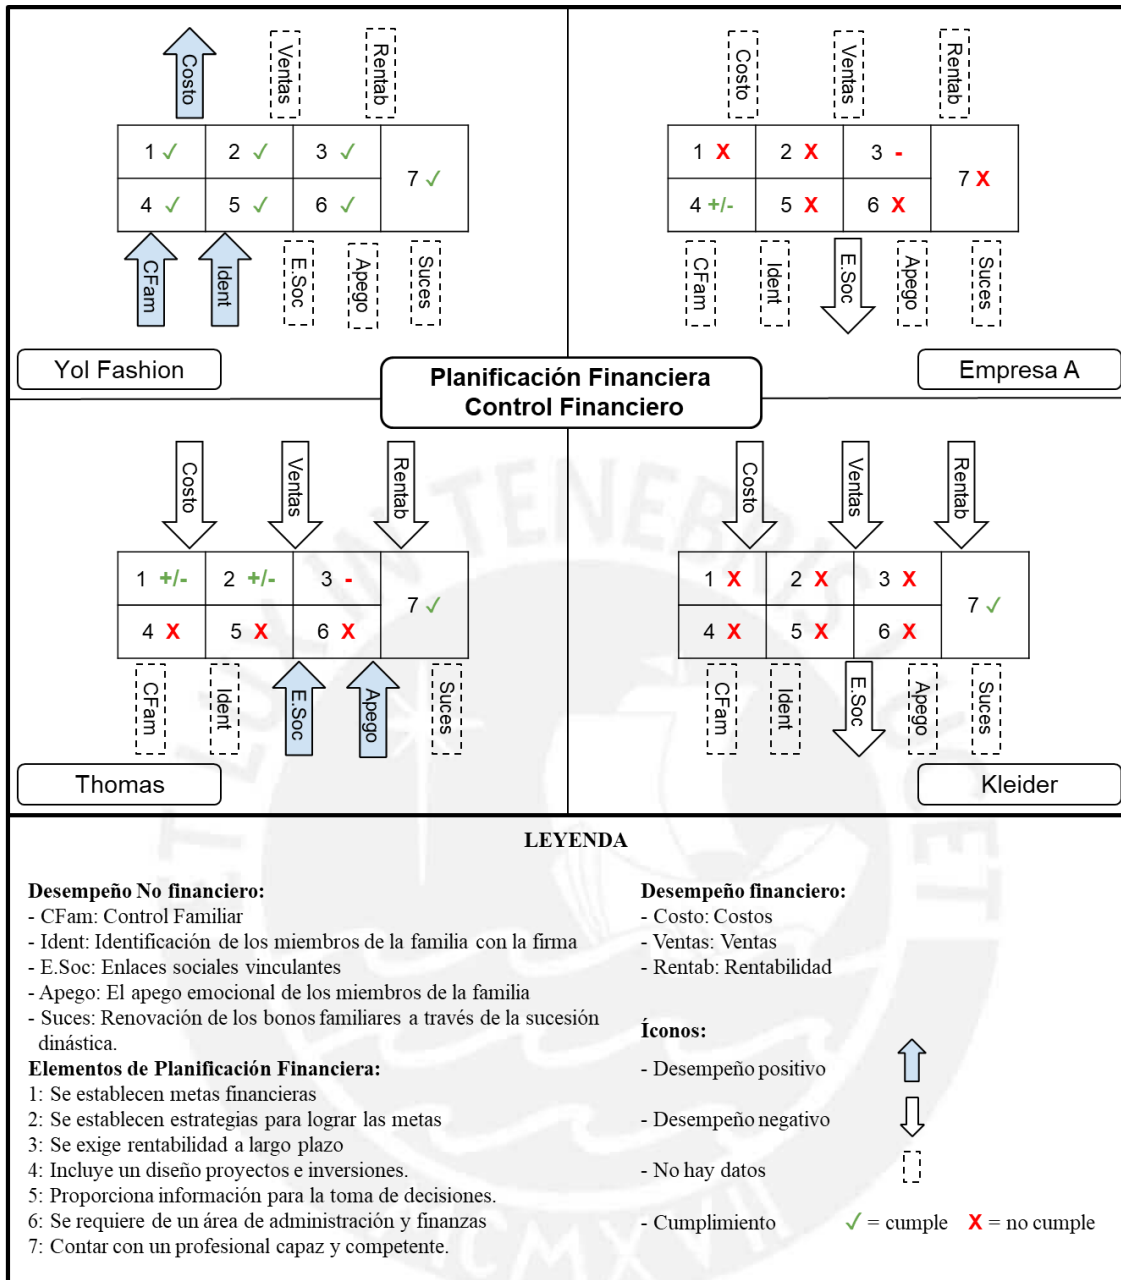 Costo
Ventas
Rentab
1 ✓
2 ✓
3 ✓
7 ✓
4 ✓
5 ✓
6 ✓
CFam
Ident
E.Soc
Apego
Suces
Yol Fashion
Costo
Ventas
Rentab
1 X
2 X
3 -
7 X
4 +/-
5 X
6 X
CFam
Ident
E.Soc
Apego
Suces
Empresa A
Planificación Financiera
Control Financiero
Costo
Ventas
Rentab
1 +/-
2 +/-
3 -
7 ✓
4 X
5 X
6 X
CFam
Ident
E.Soc
Apego
Suces
Thomas
Costo
Ventas
Rentab
1 X
2 X
3 X
7 ✓
4 X
5 X
6 X
CFam
Ident
E.Soc
Apego
Suces
Kleider
LEYENDA
Desempeño No financiero:
- CFam: Control Familiar
- Ident: Identificación de los miembros de la familia con la firma
- E.Soc: Enlaces sociales vinculantes
- Apego: El apego emocional de los miembros de la familia
- Suces: Renovación de los bonos familiares a través de la sucesión
dinástica.
Elementos de Planificación Financiera:
1: Se establecen metas financieras
2: Se establecen estrategias para lograr las metas
3: Se exige rentabilidad a largo plazo
4: Incluye un diseño proyectos e inversiones.
5: Proporciona información para la toma de decisiones.
6: Se requiere de un área de administración y finanzas
7: Contar con un profesional capaz y competente.
Desempeño financiero:
- Costo: Costos
- Ventas: Ventas
- Rentab: Rentabilidad
Íconos:
- Desempeño positivo
- Desempeño negativo
- No hay datos
- Cumplimiento ✓ = cumple X = no cumple
ET LUX IN TENEBRIS LUCET
MCMXVII